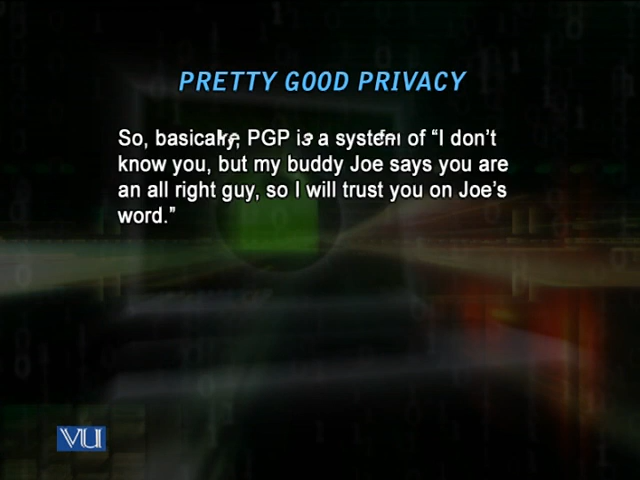 PRETTY GOOD PRIVACY
So, basically, PGP is a system of “I don’t
know you, but my buddy Joe says you are
an all right guy, so I will trust you on Joe’s
word.”
VU